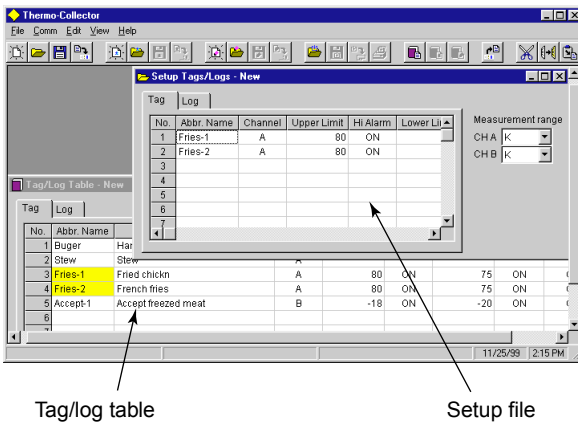 Thermo-Collector
File Comm Edit View Help
Setup Tags/Logs - New
Tag Log
No. Abbr. Name Channel Upper Limit Hi Alarm Lower Li
1 Fries-1 A 80 ON
2 Fries-2 A 80 ON
3
4
5
6
7
Measurement range
CH A K
CH B K
Tag/Log Table - New
Tag Log
No. Abbr. Name
1 Buger Har
2 Stew Stew A
3 Fries-1 Fried chickn A 80 ON 75 ON
4 Fries-2 French fries A 80 ON 75 ON
5 Accept-1 Accept freezed meat B -18 ON -20 ON
6
11/25/99 2:15 PM
Tag/log table
Setup file